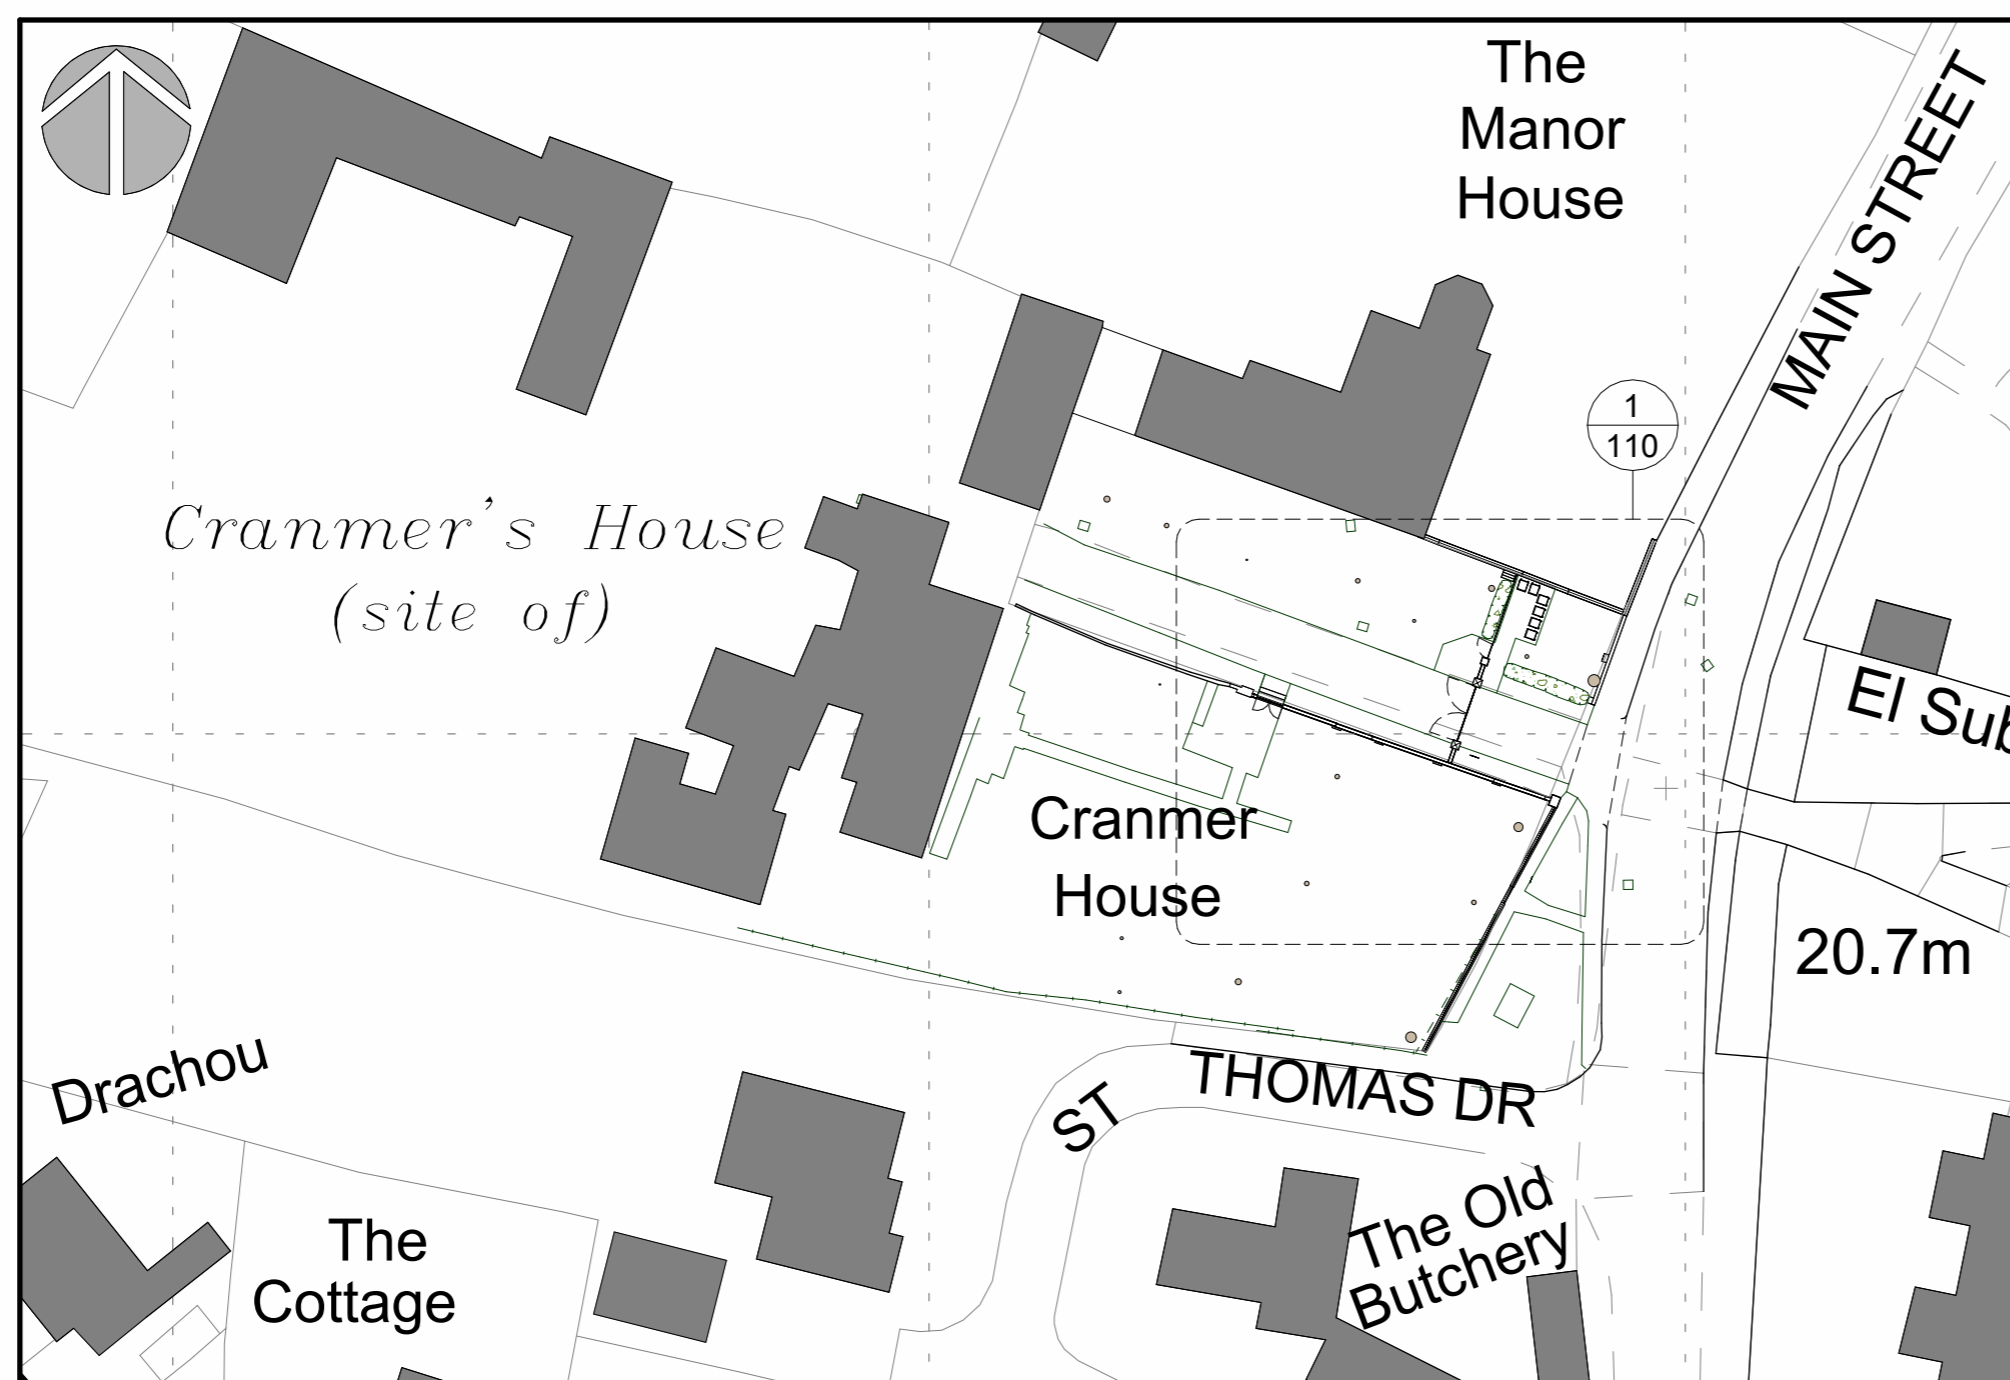 The
Manor
House
MAIN STREET
1
110
Cranmer's House
(site of)
El Sub
Cranmer
House
20.7m
Drachou
ST
THOMAS DR
The Old
Butchery
The
Cottage